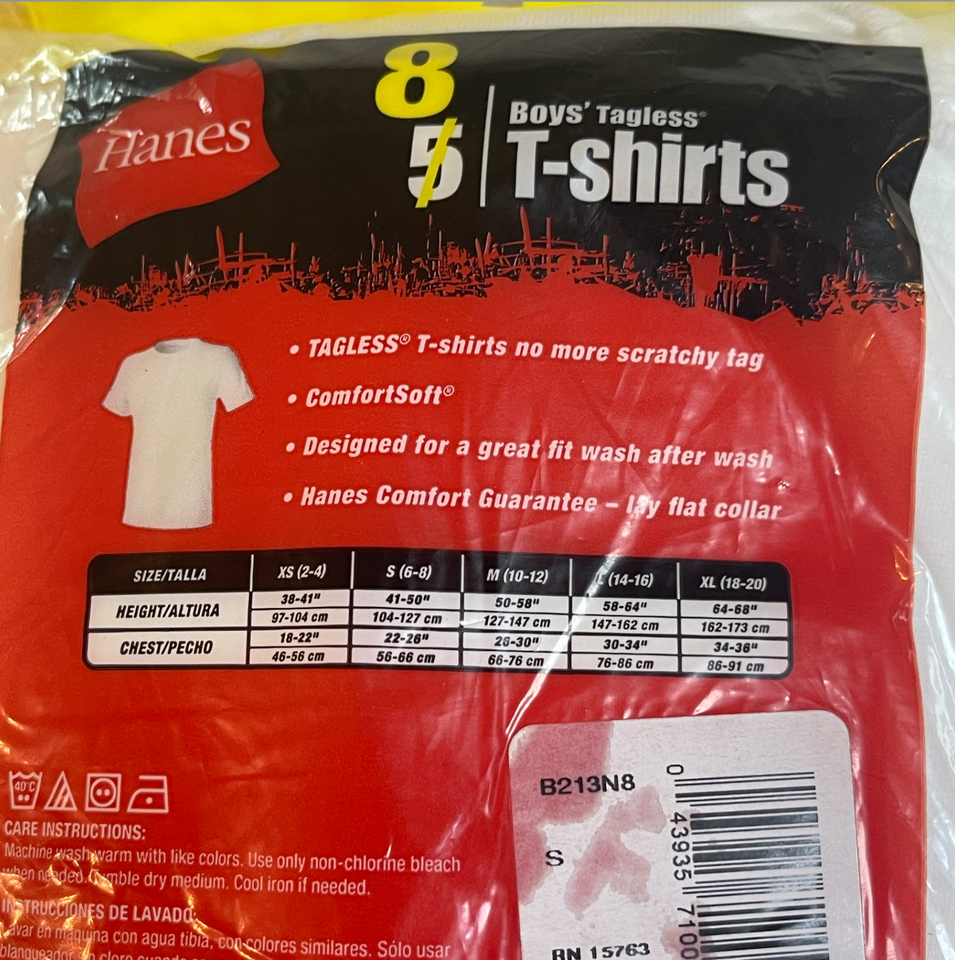 Hanes
8
5
Boys' Tagless®
T-shirts
• TAGLESS® T-shirts no more scratchy tag
• ComfortSoft®
• Designed for a great fit wash after wash
• Hanes Comfort Guarantee – lay flat collar
SIZE/TALLA XS (2-4) S (6-8) M (10-12) L (14-16) XL (18-20)
HEIGHT/ALTURA 38-41" 41-50" 50-58" 58-64" 64-68"
97-104 cm 104-127 cm 127-147 cm 147-162 cm 162-173 cm
CHEST/PECHO 18-22" 22-26" 26-30" 30-34" 34-36"
46-56 cm 56-66 cm 66-76 cm 76-86 cm 86-91 cm
40°C
CARE INSTRUCTIONS:
Machine wash warm with like colors. Use only non-chlorine bleach
when needed. Tumble dry medium. Cool iron if needed.
INSTRUCCIONES DE LAVADO:
Lavar en máquina con agua tibia, con colores similares. Sólo usar
blanqueador sin cloro cuando
B213N8
S
RN 15763
0 43935 7100